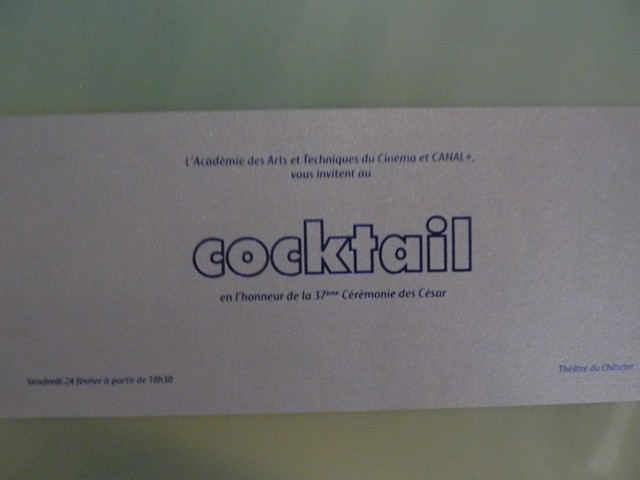 L'Académie des Arts et Techniques du Cinéma et CANAL+,
vous invitent au
cocktail
en l'honneur de la 37ème Cérémonie des César
Vendredi 24 février à partir de 18h30
Théâtre du Châtelet